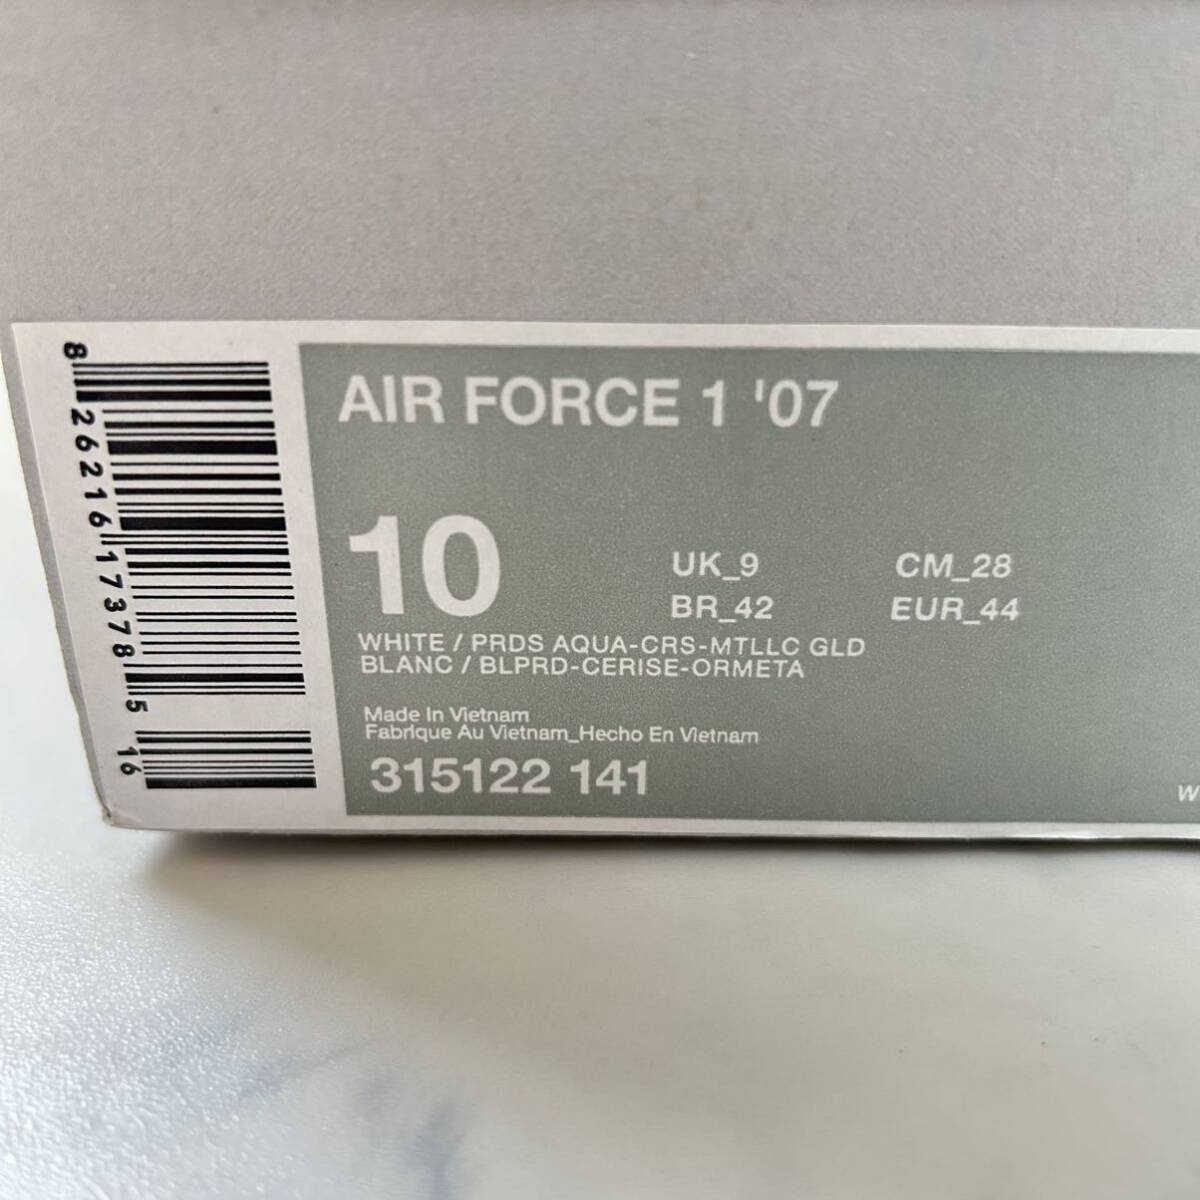 8 26216 17378 5 16
AIR FORCE 1 '07
10
UK_9 CM_28
BR_42 EUR_44
WHITE / PRDS AQUA-CRS-MTLLC GLD
BLANC / BLPRD-CERISE-ORMETA
Made In Vietnam
Fabrique Au Vietnam_Hecho En Vietnam
315122 141